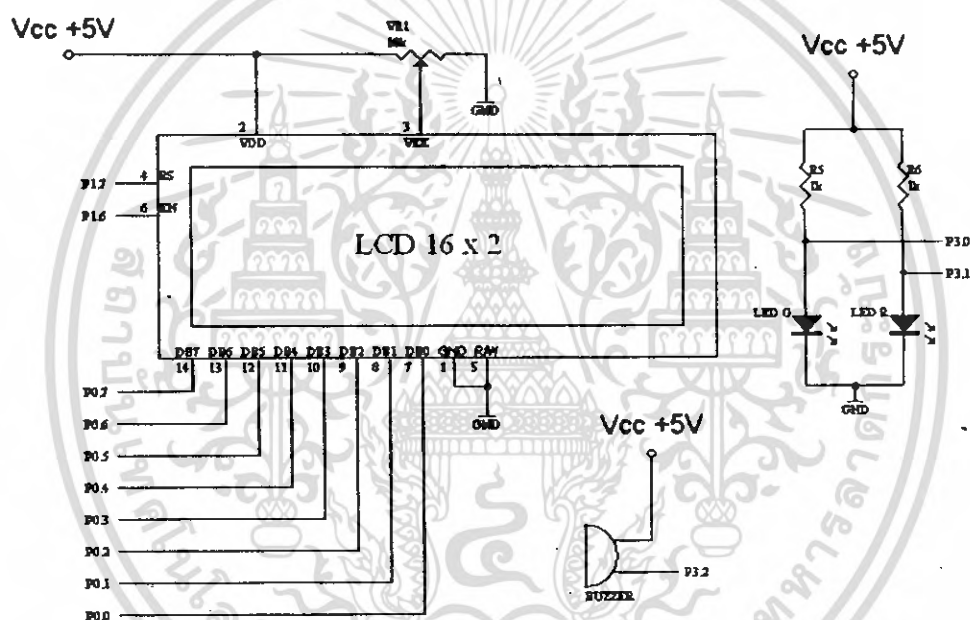 Vcc +5V
VR1
10k
GND
2
VDD
3
VEE
P1.7
4
RS
P1.6
6
EN
LCD 16 x 2
DB7 DB6 DB5 DB4 DB3 DB2 DB1 DB0 GND R/W
14 13 12 11 10 9 8 7 1 5
P0.7
P0.6
P0.5
P0.4
P0.3
P0.2
P0.1
P0.0
GND
Vcc +5V
P3.2
BUZZER
Vcc +5V
R5
1k
R6
1k
P3.0
P3.1
LED G
LED R
GND